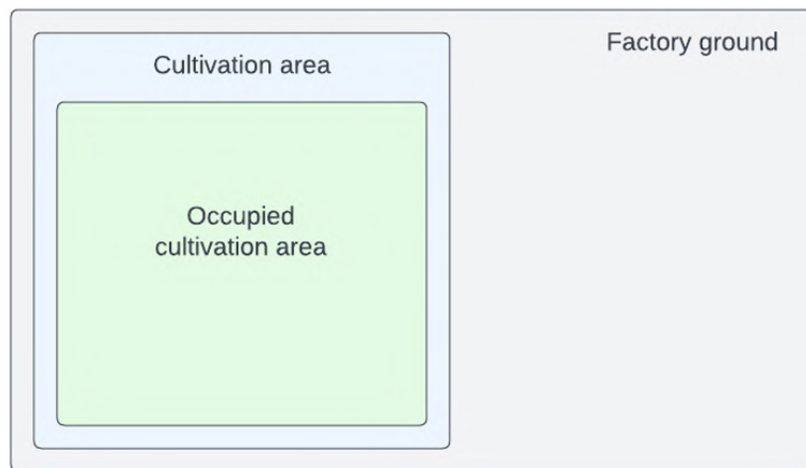 Factory ground
Cultivation area
Occupied
cultivation area